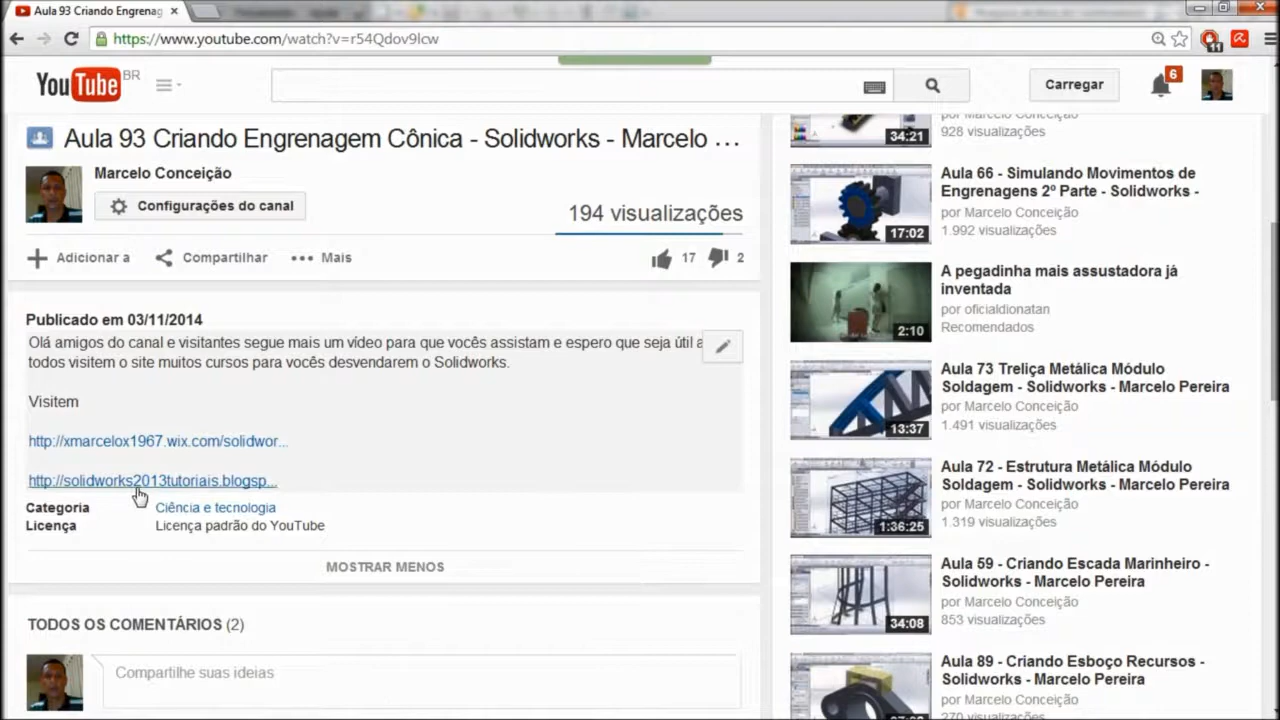 Aula 93 Criando Engrenag
https://www.youtube.com/watch?v=r54Qdov9lcw
11
YouTube BR
Carregar
6
Aula 93 Criando Engrenagem Cônica - Solidworks - Marcelo ...
Marcelo Conceição
Configurações do canal
194 visualizações
Adicionar a
Compartilhar
Mais
17
2
Publicado em 03/11/2014
Olá amigos do canal e visitantes segue mais um vídeo para que vocês assistam e espero que seja útil a
todos visitem o site muitos cursos para vocês desvendarem o Solidworks.
Visitem
http://xmarcelox1967.wix.com/solidwor...
http://solidworks2013tutoriais.blogsp...
Categoria Ciência e tecnologia
Licença Licença padrão do YouTube
MOSTRAR MENOS
TODOS OS COMENTÁRIOS (2)
Compartilhe suas ideias
34:21
por Marcelo Conceição
928 visualizações
17:02
Aula 66 - Simulando Movimentos de
Engrenagens 2º Parte - Solidworks -
por Marcelo Conceição
1.992 visualizações
2:10
A pegadinha mais assustadora já
inventada
por oficialdionatan
Recomendados
13:37
Aula 73 Treliça Metálica Módulo
Soldagem - Solidworks - Marcelo Pereira
por Marcelo Conceição
1.491 visualizações
1:36:25
Aula 72 - Estrutura Metálica Módulo
Soldagem - Solidworks - Marcelo Pereira
por Marcelo Conceição
1.319 visualizações
34:08
Aula 59 - Criando Escada Marinheiro -
Solidworks - Marcelo Pereira
por Marcelo Conceição
853 visualizações
Aula 89 - Criando Esboço Recursos -
Solidworks - Marcelo Pereira
por Marcelo Conceição
270 visualizações